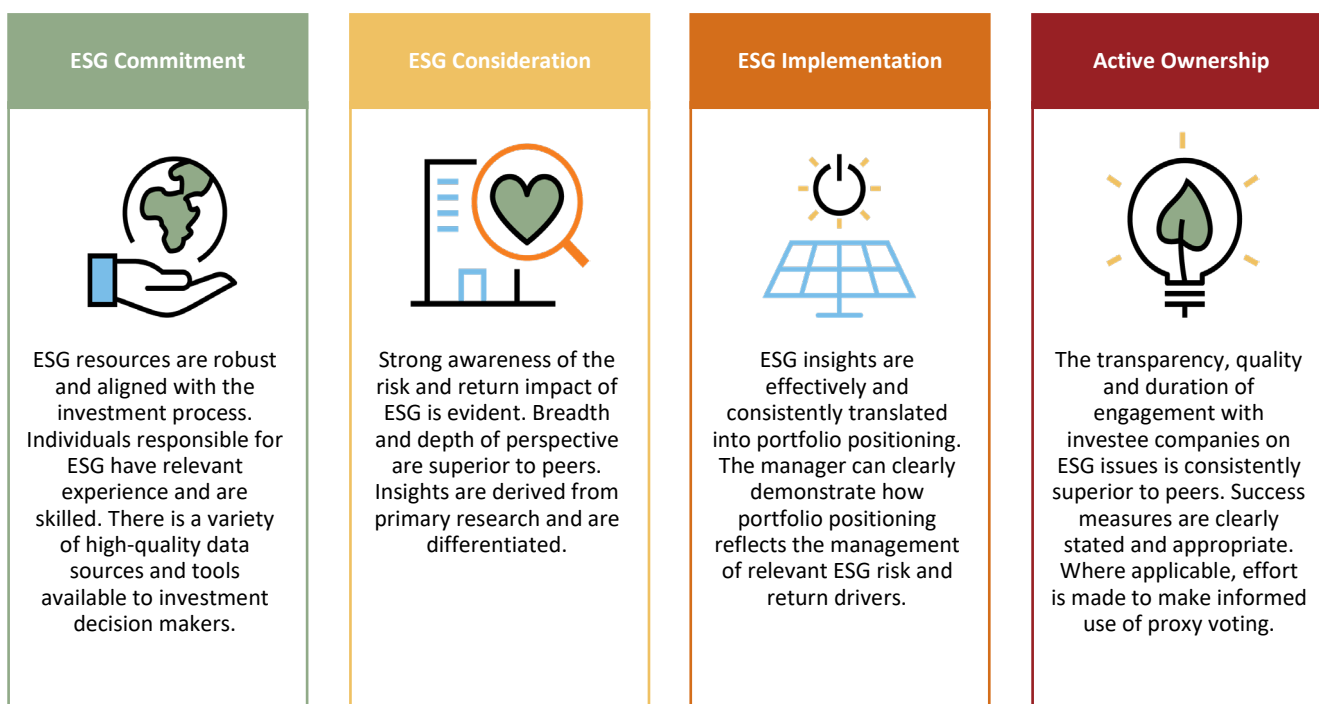 ESG Commitment
ESG resources are robust
and aligned with the
investment process.
Individuals responsible for
ESG have relevant
experience and are
skilled. There is a variety
of high-quality data
sources and tools
available to investment
decision makers.
ESG Consideration
Strong awareness of the
risk and return impact of
ESG is evident. Breadth
and depth of perspective
are superior to peers.
Insights are derived from
primary research and are
differentiated.
ESG Implementation
ESG insights are
effectively and
consistently translated
into portfolio positioning.
The manager can clearly
demonstrate how
portfolio positioning
reflects the management
of relevant ESG risk and
return drivers.
Active Ownership
The transparency, quality
and duration of
engagement with
investee companies on
ESG issues is consistently
superior to peers. Success
measures are clearly
stated and appropriate.
Where applicable, effort
is made to make informed
use of proxy voting.